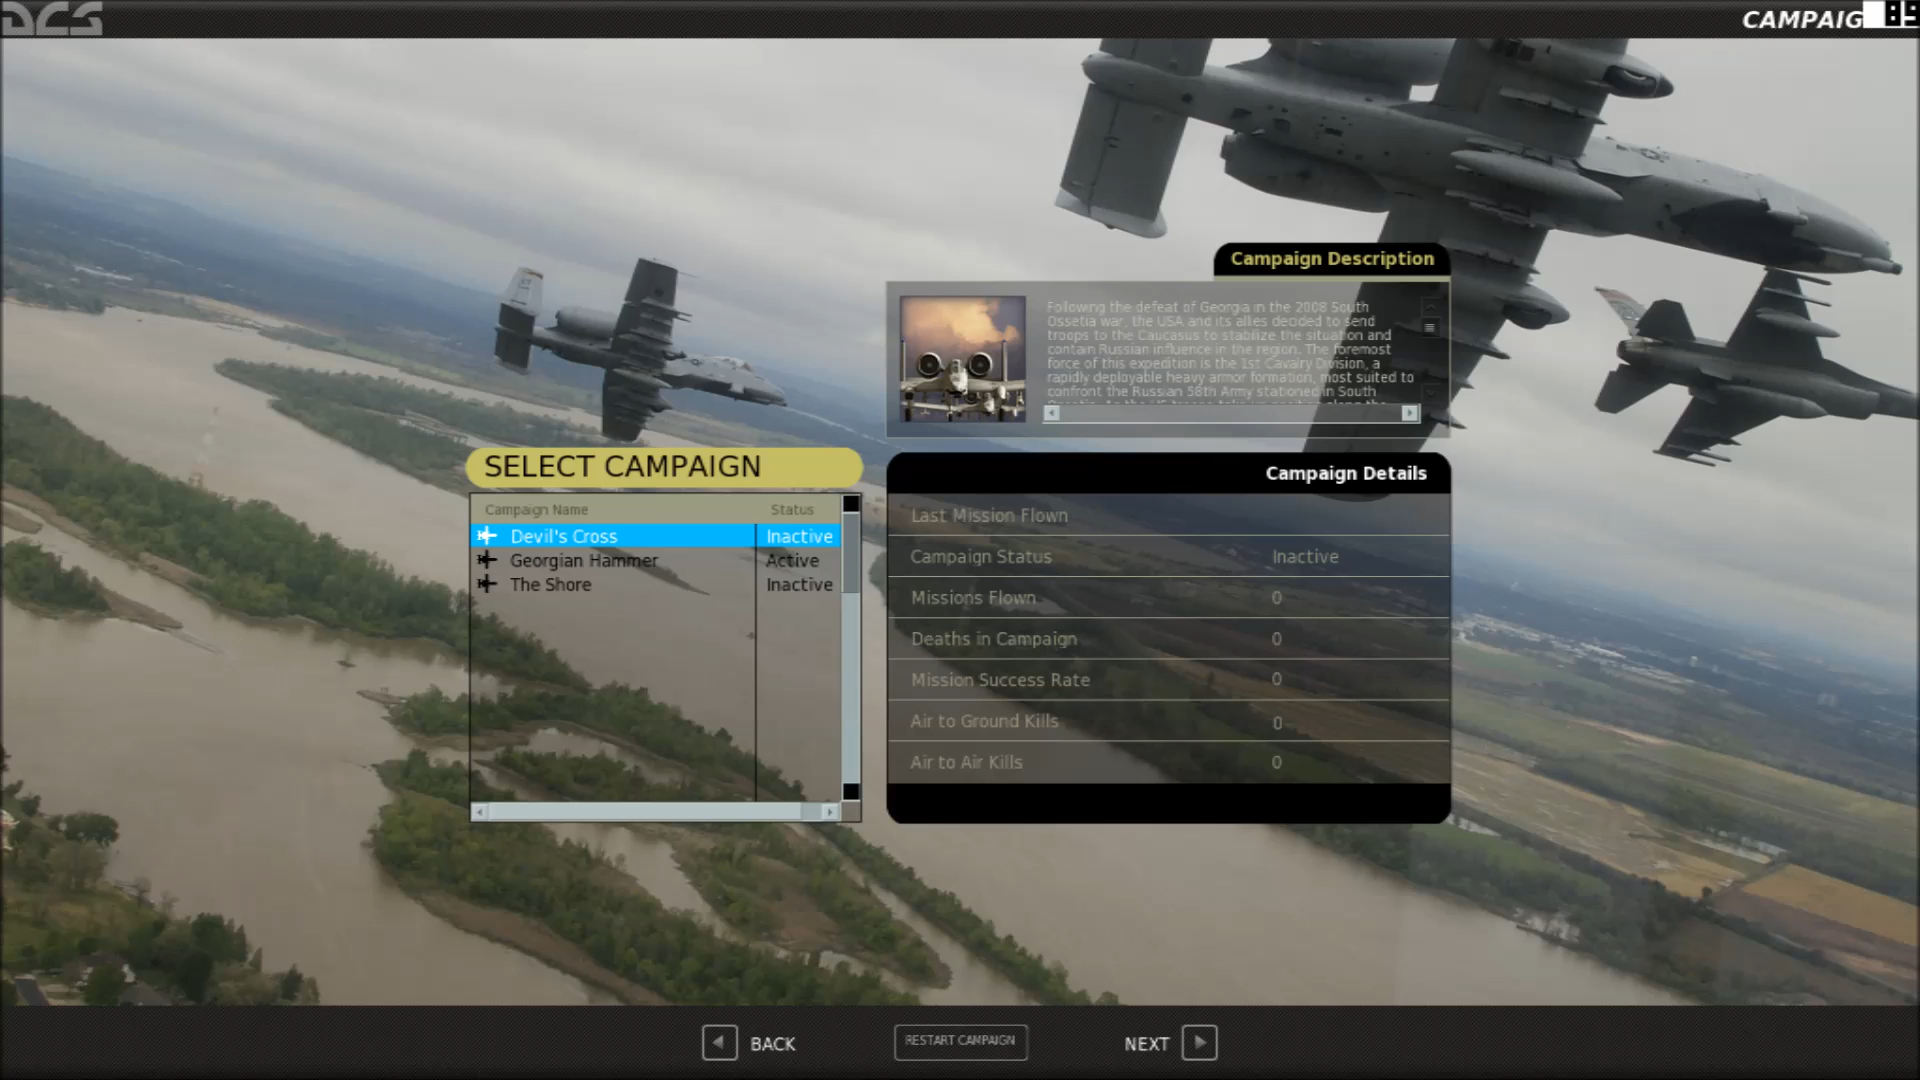 DCS
CAMPAIG
89
Campaign Description
Following the defeat of Georgia in the 2008 South
Ossetia war, the USA and its allies decided to send
troops to the Caucasus to stabilize the situation and
contain Russian influence in the region. The foremost
force of this expedition is the 1st Cavalry Division, a
rapidly deployable heavy armor formation, most suited to
confront the Russian 58th Army stationed in South
SELECT CAMPAIGN
Campaign Name Status
Devil's Cross Inactive
Georgian Hammer Active
The Shore Inactive
Campaign Details
Last Mission Flown
Campaign Status Inactive
Missions Flown 0
Deaths in Campaign 0
Mission Success Rate 0
Air to Ground Kills 0
Air to Air Kills 0
BACK
RESTART CAMPAIGN
NEXT